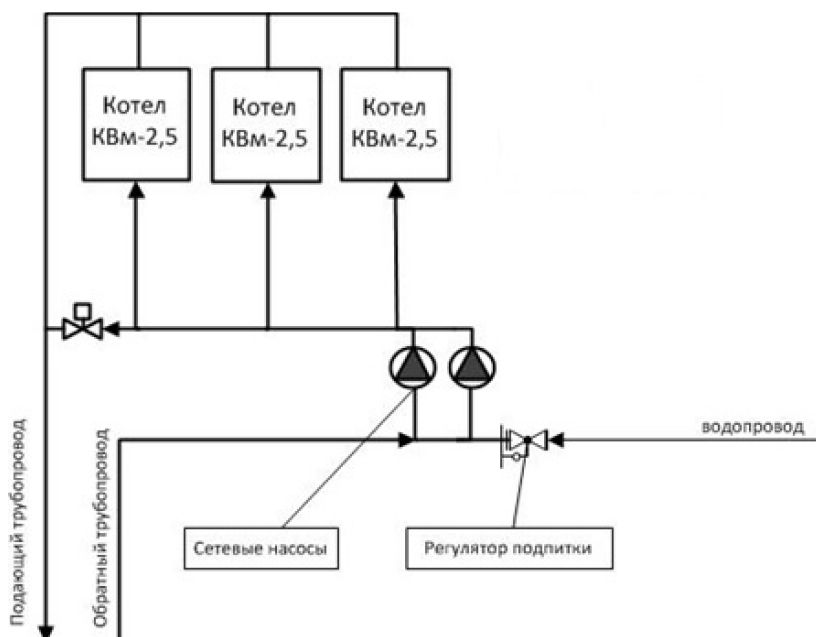 Котел
КВм-2,5
Котел
КВм-2,5
Котел
КВм-2,5
водопровод
Подающий трубопровод
Обратный трубопровод
Сетевые насосы
Регулятор подпитки